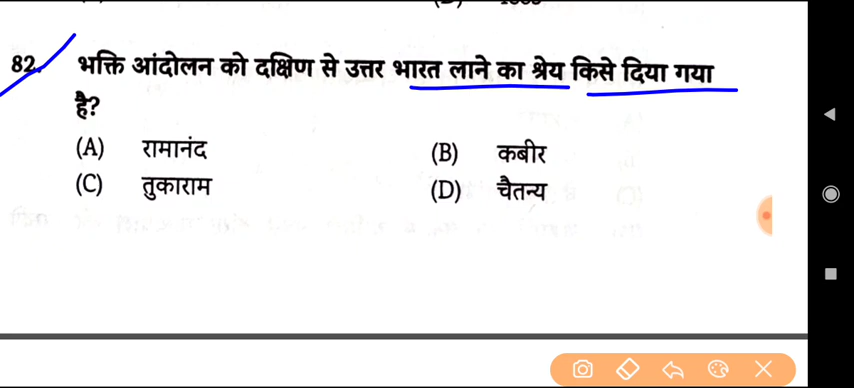 82. भक्ति आंदोलन को दक्षिण से उत्तर भारत लाने का श्रेय किसे दिया गया
है?
(A) रामानंद (B) कबीर
(C) तुकाराम (D) चैतन्य